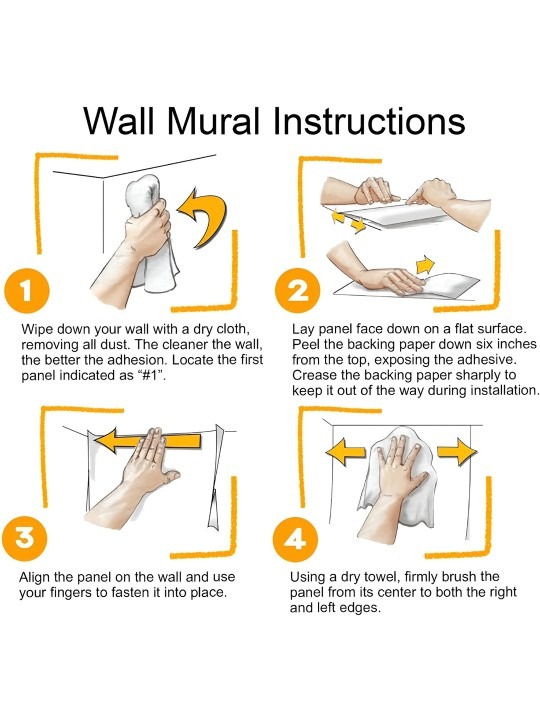 Wall Mural Instructions
1
Wipe down your wall with a dry cloth,
removing all dust. The cleaner the wall,
the better the adhesion. Locate the first
panel indicated as “#1”.
2
Lay panel face down on a flat surface.
Peel the backing paper down six inches
from the top, exposing the adhesive.
Crease the backing paper sharply to
keep it out of the way during installation.
3
Align the panel on the wall and use
your fingers to fasten it into place.
4
Using a dry towel, firmly brush the
panel from its center to both the right
and left edges.